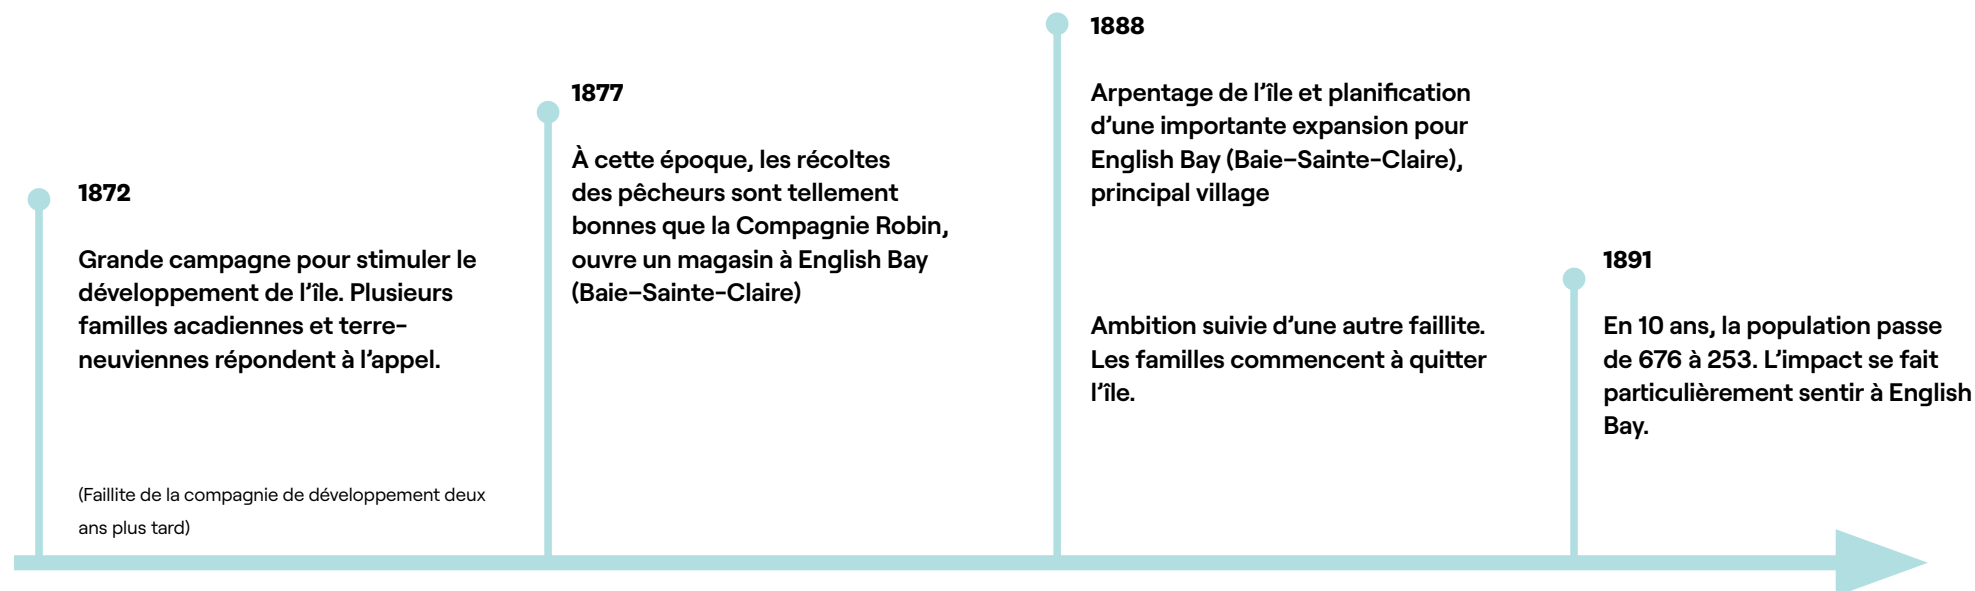 1872
Grande campagne pour stimuler le
développement de l’île. Plusieurs
familles acadiennes et terre-
neuviennes répondent à l’appel.
(Faillite de la compagnie de développement deux
ans plus tard)
1877
À cette époque, les récoltes
des pêcheurs sont tellement
bonnes que la Compagnie Robin,
ouvre un magasin à English Bay
(Baie-Sainte-Claire)
1888
Arpentage de l’île et planification
d’une importante expansion pour
English Bay (Baie-Sainte-Claire),
principal village
Ambition suivie d’une autre faillite.
Les familles commencent à quitter
l’île.
1891
En 10 ans, la population passe
de 676 à 253. L’impact se fait
particulièrement sentir à English
Bay.